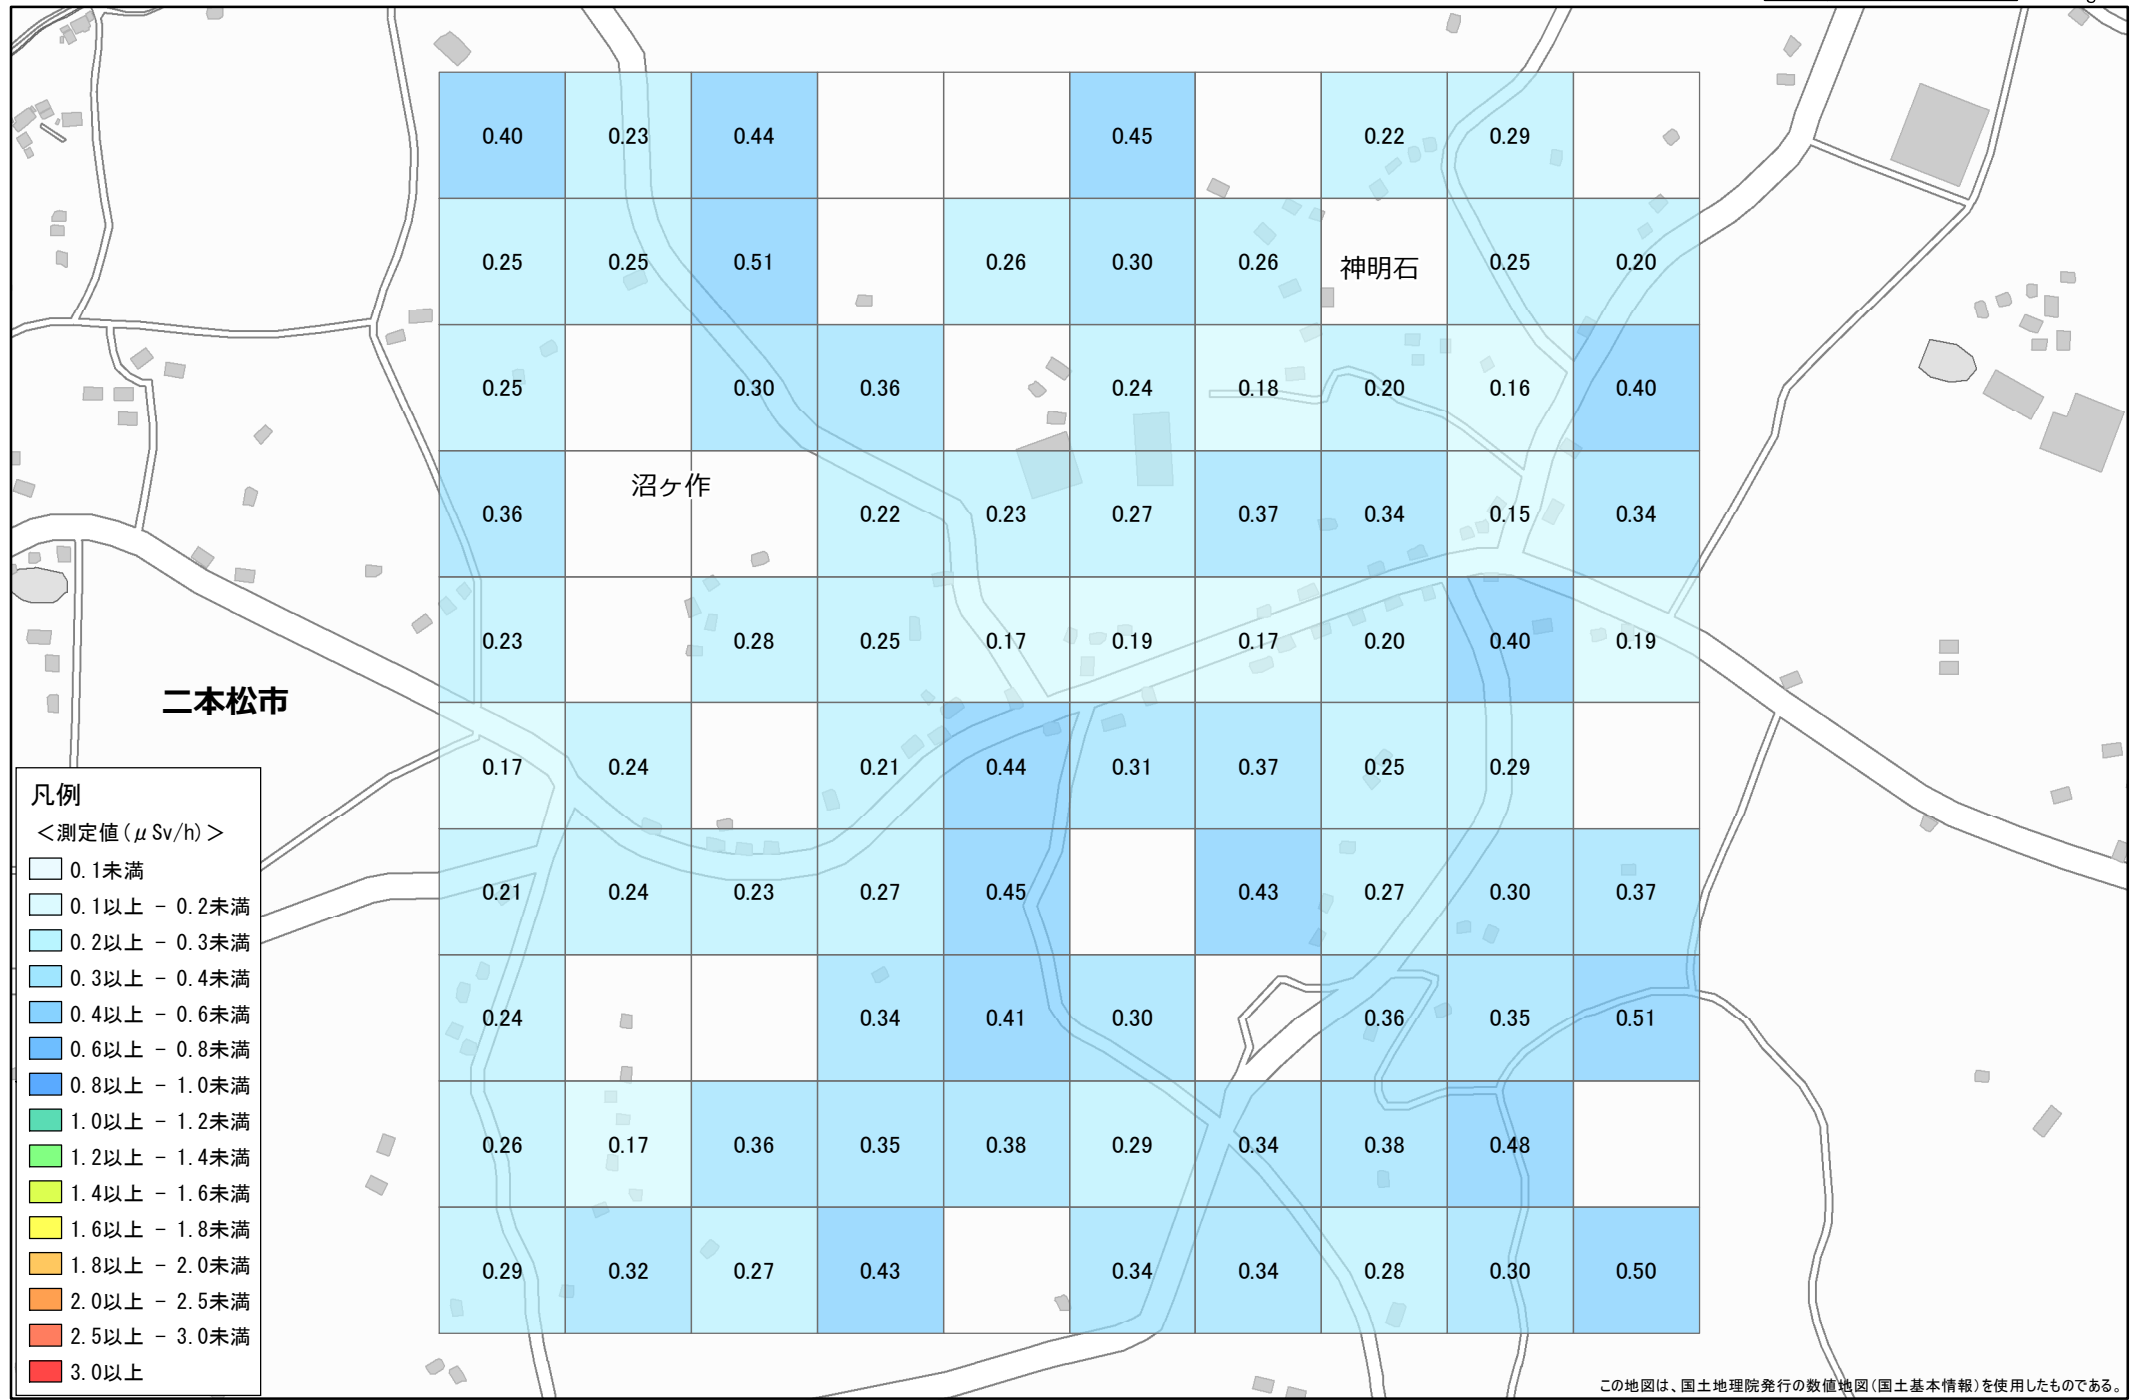 0.40 0.23 0.44 0.45 0.22 0.29
0.25 0.25 0.51 0.26 0.30 0.26 神明石 0.25 0.20
0.25 0.30 0.36 0.24 0.18 0.20 0.16 0.40
沼ヶ作
0.36 0.22 0.23 0.27 0.37 0.34 0.15 0.34
0.23 0.28 0.25 0.17 0.19 0.17 0.20 0.40 0.19
二本松市
0.17 0.24 0.21 0.44 0.31 0.37 0.25 0.29
0.21 0.24 0.23 0.27 0.45 0.43 0.27 0.30 0.37
0.24 0.34 0.41 0.30 0.36 0.35 0.51
0.26 0.17 0.36 0.35 0.38 0.29 0.34 0.38 0.48
0.29 0.32 0.27 0.43 0.34 0.34 0.28 0.30 0.50
凡例
＜測定値(μSv/h)＞
0.1未満
0.1以上 - 0.2未満
0.2以上 - 0.3未満
0.3以上 - 0.4未満
0.4以上 - 0.6未満
0.6以上 - 0.8未満
0.8以上 - 1.0未満
1.0以上 - 1.2未満
1.2以上 - 1.4未満
1.4以上 - 1.6未満
1.6以上 - 1.8未満
1.8以上 - 2.0未満
2.0以上 - 2.5未満
2.5以上 - 3.0未満
3.0以上
この地図は、国土地理院発行の数値地図(国土基本情報)を使用したものである。